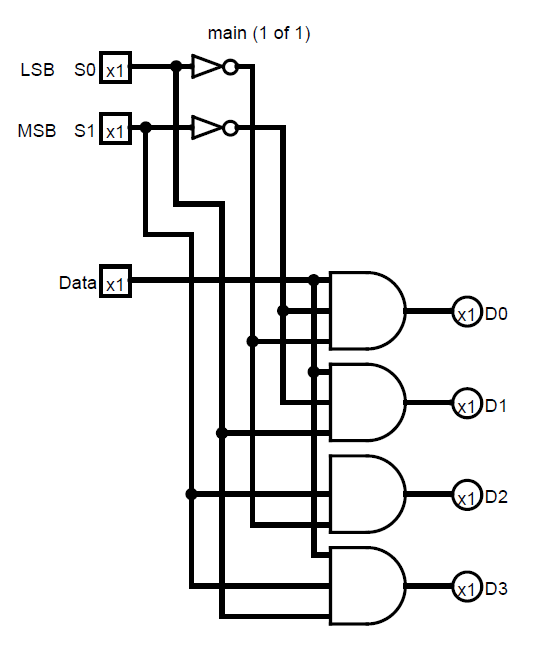 main (1 of 1)
LSB S0 x1
MSB S1 x1
Data x1
x1 D0
x1 D1
x1 D2
x1 D3